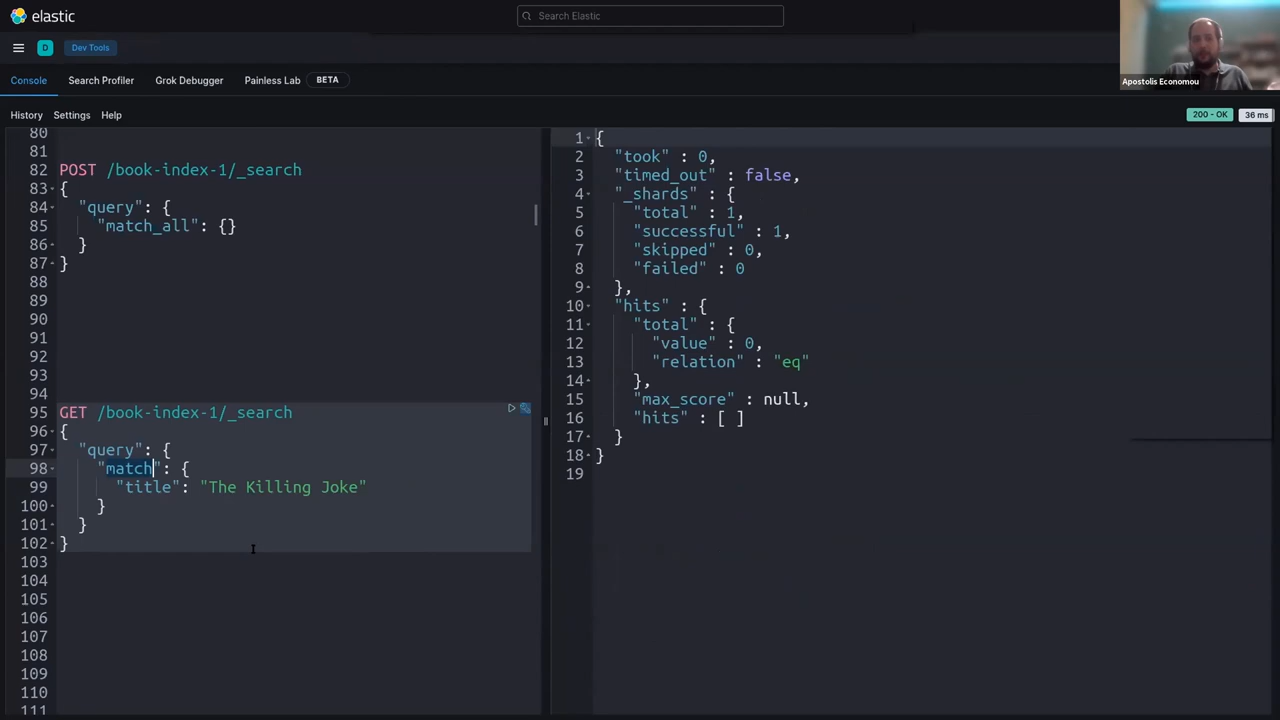 elastic
Search Elastic
D
Dev Tools
Console
Search Profiler
Grok Debugger
Painless Lab
BETA
Apostolis Economou
History
Settings
Help
200 - OK
36 ms
80
81
82 POST /book-index-1/_search
83 {
84 "query": {
85 "match_all": {}
86 }
87 }
88
89
90
91
92
93
94
95 GET /book-index-1/_search
96 {
97 "query": {
98 "match": {
99 "title": "The Killing Joke"
100 }
101 }
102 }
103
104
105
106
107
108
109
110
111
1 {
2 "took" : 0,
3 "timed_out" : false,
4 "_shards" : {
5 "total" : 1,
6 "successful" : 1,
7 "skipped" : 0,
8 "failed" : 0
9 },
10 "hits" : {
11 "total" : {
12 "value" : 0,
13 "relation" : "eq"
14 },
15 "max_score" : null,
16 "hits" : [ ]
17 }
18 }
19